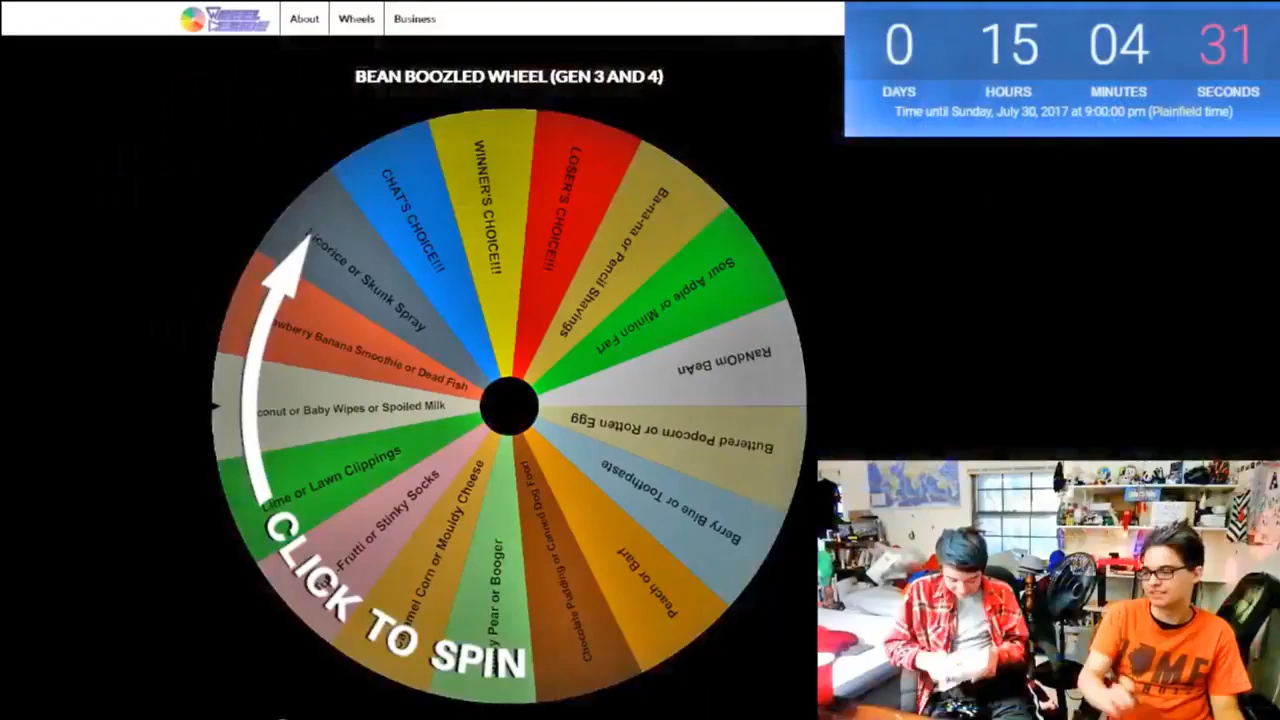 WHEEL
DECIDE
About
Wheels
Business
0 15 04 31
DAYS HOURS MINUTES SECONDS
Time until Sunday, July 30, 2017 at 9:00:00 pm (Plainfield time)
BEAN BOOZLED WHEEL (GEN 3 AND 4)
WINNER'S CHOICE!!!
LOSER'S CHOICE!!!
Ba-na-na or Pencil Shavings
Sour Apple or Minion Fart
RaNdOm BeAn
Buttered Popcorn or Rotten Egg
Berry Blue or Toothpaste
Peach or Barf
Chocolate Pudding or Canned Dog Food
y Pear or Booger
mel Corn or Mouldy Cheese
-Frutti or Stinky Socks
Lime or Lawn Clippings
conut or Baby Wipes or Spoiled Milk
awberry Banana Smoothie or Dead Fish
Licorice or Skunk Spray
CHAT'S CHOICE!!!
CLICK TO SPIN